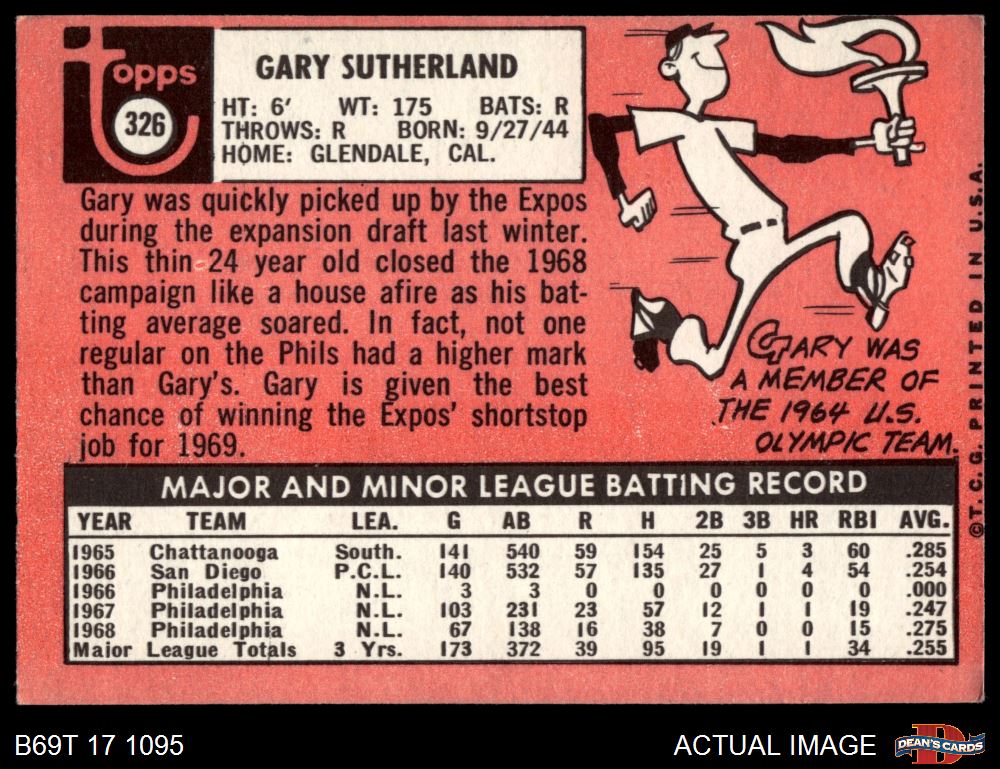 Topps
326
GARY SUTHERLAND
HT: 6' WT: 175 BATS: R
THROWS: R BORN: 9/27/44
HOME: GLENDALE, CAL.
Gary was quickly picked up by the Expos
during the expansion draft last winter.
This thin 24 year old closed the 1968
campaign like a house afire as his bat-
ting average soared. In fact, not one
regular on the Phils had a higher mark
than Gary's. Gary is given the best
chance of winning the Expos' shortstop
job for 1969.
GARY WAS
A MEMBER OF
THE 1964 U.S.
OLYMPIC TEAM.
©T.C.G. PRINTED IN U.S.A.
MAJOR AND MINOR LEAGUE BATTING RECORD
YEAR TEAM LEA. G AB R H 2B 3B HR RBI AVG.
1965 Chattanooga South. 141 540 59 154 25 5 3 60 .285
1966 San Diego P.C.L. 140 532 57 135 27 1 4 54 .254
1966 Philadelphia N.L. 3 3 0 0 0 0 0 0 .000
1967 Philadelphia N.L. 103 231 23 57 12 1 1 19 .247
1968 Philadelphia N.L. 67 138 16 38 7 0 0 15 .275
Major League Totals 3 Yrs. 173 372 39 95 19 1 1 34 .255
B69T 17 1095
ACTUAL IMAGE
D
DEAN'S CARDS